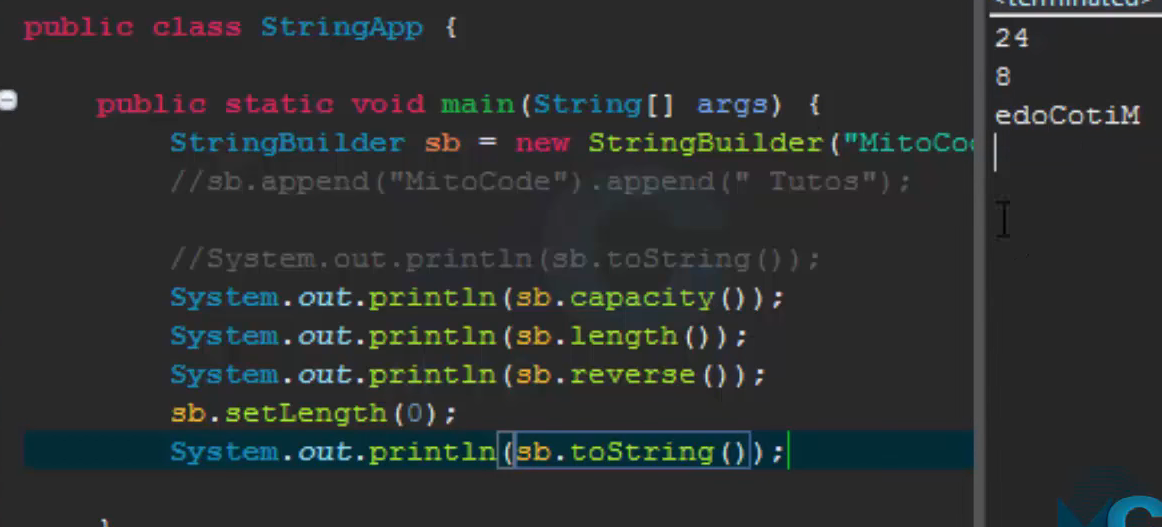 <terminated>
public class StringApp {
24
8
public static void main(String[] args) {
edoCotiM
StringBuilder sb = new StringBuilder("MitoCo
//sb.append("MitoCode").append(" Tutos");
//System.out.println(sb.toString());
System.out.println(sb.capacity());
System.out.println(sb.length());
System.out.println(sb.reverse());
sb.setLength(0);
System.out.println(sb.toString());
}